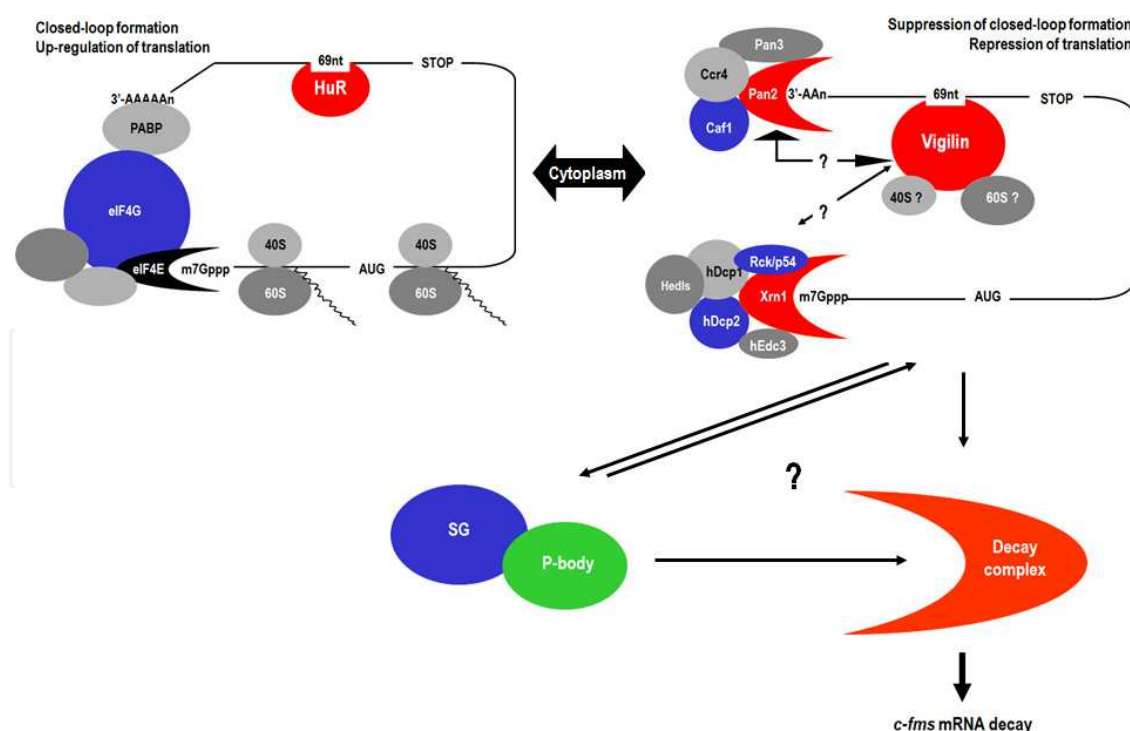 Closed-loop formation
Up-regulation of translation
69nt
STOP
HuR
3'-AAAAAn
PABP
eIF4G
eIF4E
m7Gppp
40S
60S
AUG
40S
60S
Cytoplasm
Suppression of closed-loop formation
Repression of translation
Pan3
Ccr4
Pan2
3'-AAn
69nt
STOP
Caf1
Vigilin
?
40S ?
60S ?
?
hDcp1
Rck/p54
Hedls
Xrn1
m7Gppp
AUG
hDcp2
hEdc3
?
SG
P-body
Decay
complex
c-fms mRNA decay